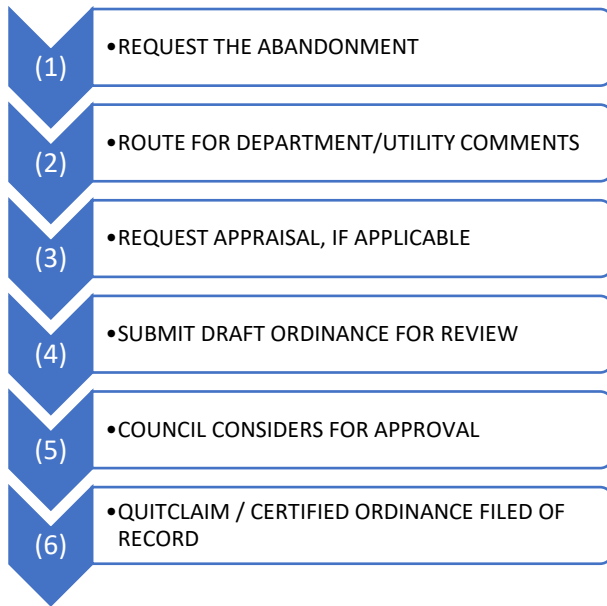 (1)
•REQUEST THE ABANDONMENT
(2)
•ROUTE FOR DEPARTMENT/UTILITY COMMENTS
(3)
•REQUEST APPRAISAL, IF APPLICABLE
(4)
•SUBMIT DRAFT ORDINANCE FOR REVIEW
(5)
•COUNCIL CONSIDERS FOR APPROVAL
(6)
•QUITCLAIM / CERTIFIED ORDINANCE FILED OF
RECORD